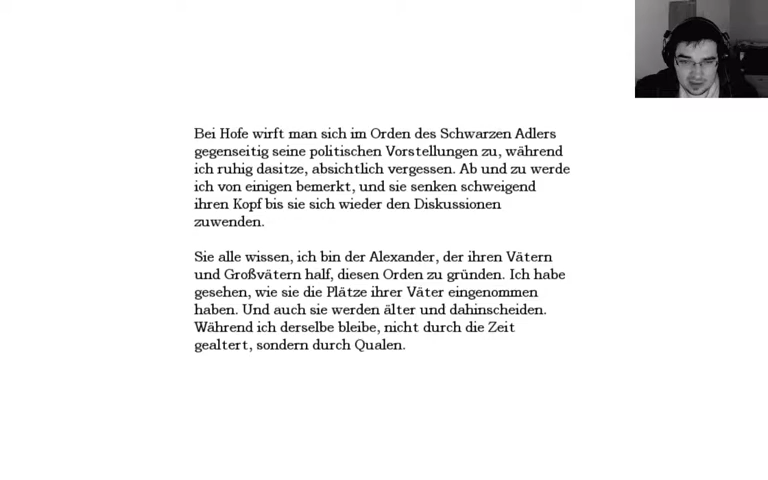 Bei Hofe wirft man sich im Orden des Schwarzen Adlers
gegenseitig seine politischen Vorstellungen zu, während
ich ruhig dasitze, absichtlich vergessen. Ab und zu werde
ich von einigen bemerkt, und sie senken schweigend
ihren Kopf bis sie sich wieder den Diskussionen
zuwenden.
Sie alle wissen, ich bin der Alexander, der ihren Vätern
und Großvätern half, diesen Orden zu gründen. Ich habe
gesehen, wie sie die Plätze ihrer Väter eingenommen
haben. Und auch sie werden älter und dahinscheiden.
Während ich derselbe bleibe, nicht durch die Zeit
gealtert, sondern durch Qualen.